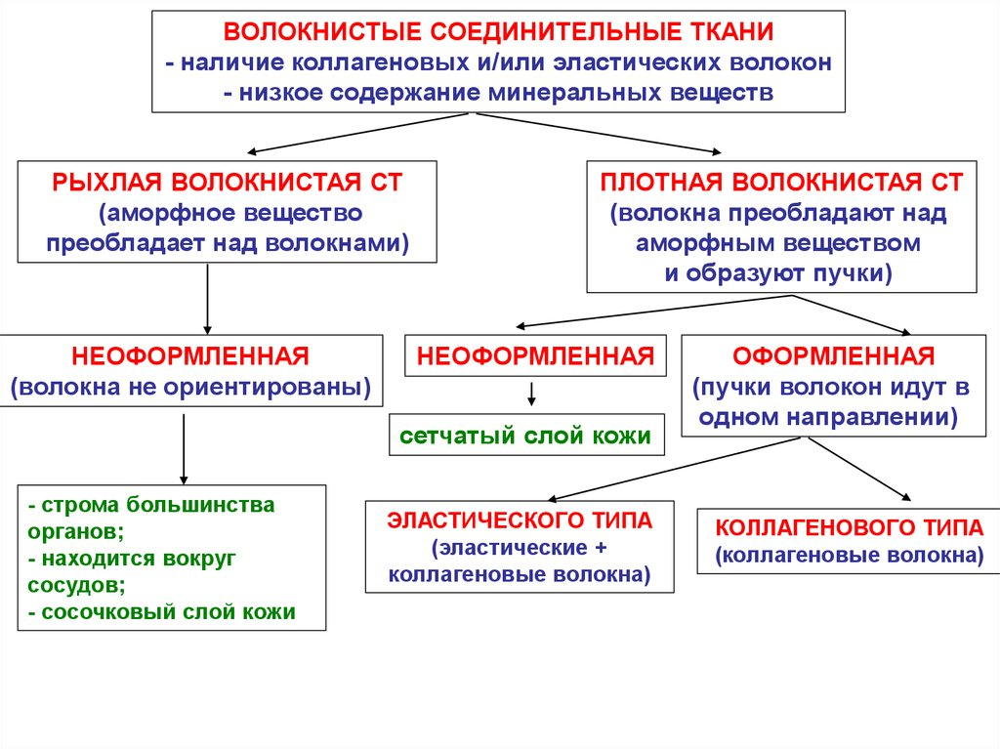 ВОЛОКНИСТЫЕ СОЕДИНИТЕЛЬНЫЕ ТКАНИ
- наличие коллагеновых и/или эластических волокон
- низкое содержание минеральных веществ
РЫХЛАЯ ВОЛОКНИСТАЯ СТ
(аморфное вещество
преобладает над волокнами)
ПЛОТНАЯ ВОЛОКНИСТАЯ СТ
(волокна преобладают над
аморфным веществом
и образуют пучки)
НЕОФОРМЛЕННАЯ
(волокна не ориентированы)
НЕОФОРМЛЕННАЯ
ОФОРМЛЕННАЯ
(пучки волокон идут в
одном направлении)
сетчатый слой кожи
- строма большинства
органов;
- находится вокруг
сосудов;
- сосочковый слой кожи
ЭЛАСТИЧЕСКОГО ТИПА
(эластические +
коллагеновые волокна)
КОЛЛАГЕНОВОГО ТИПА
(коллагеновые волокна)